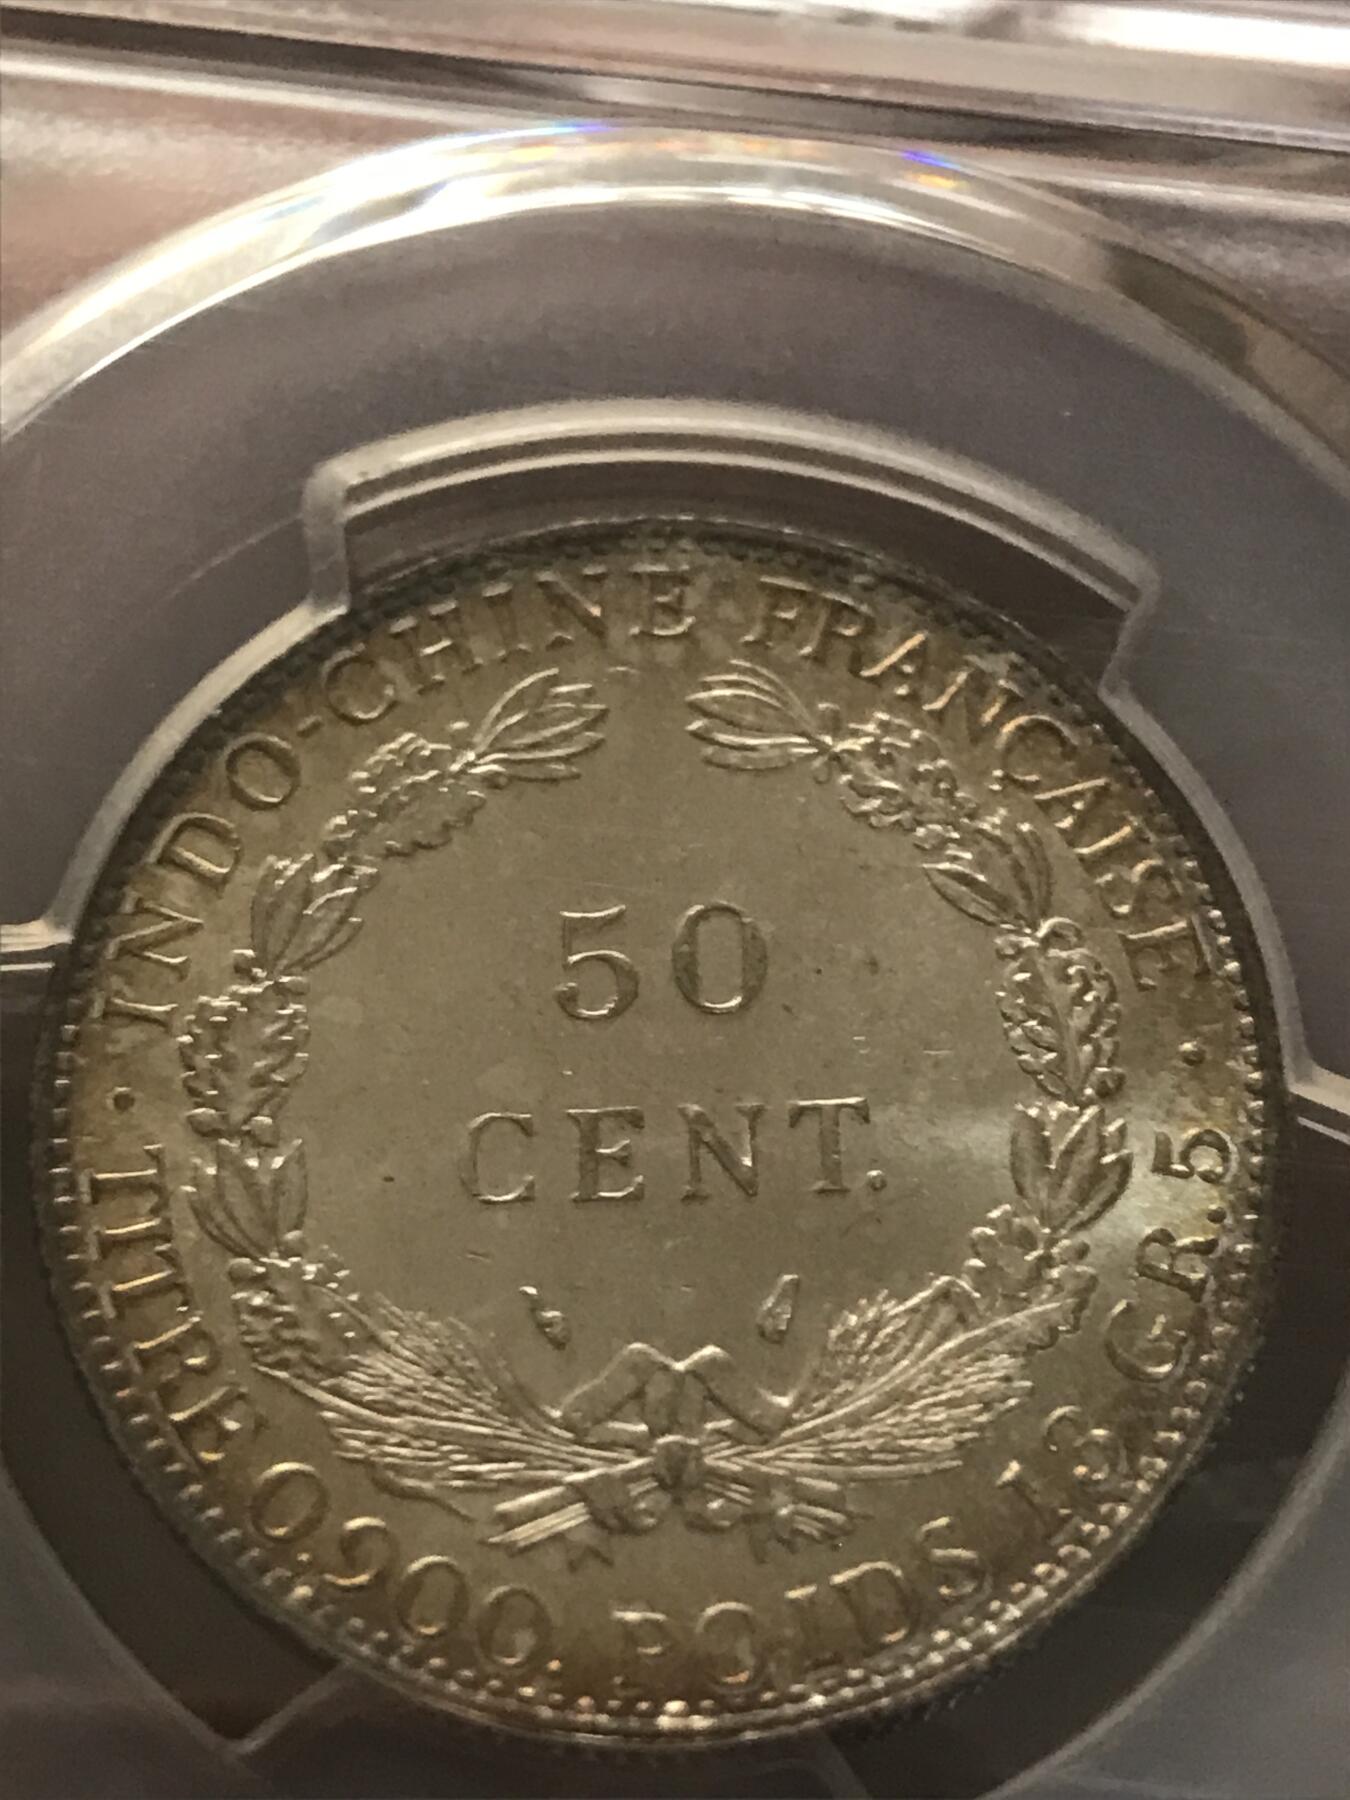 INDO-CHINE FRANÇAISE
50
CENT.
· TITRE 0.900. POIDS 13 GR.5 ·